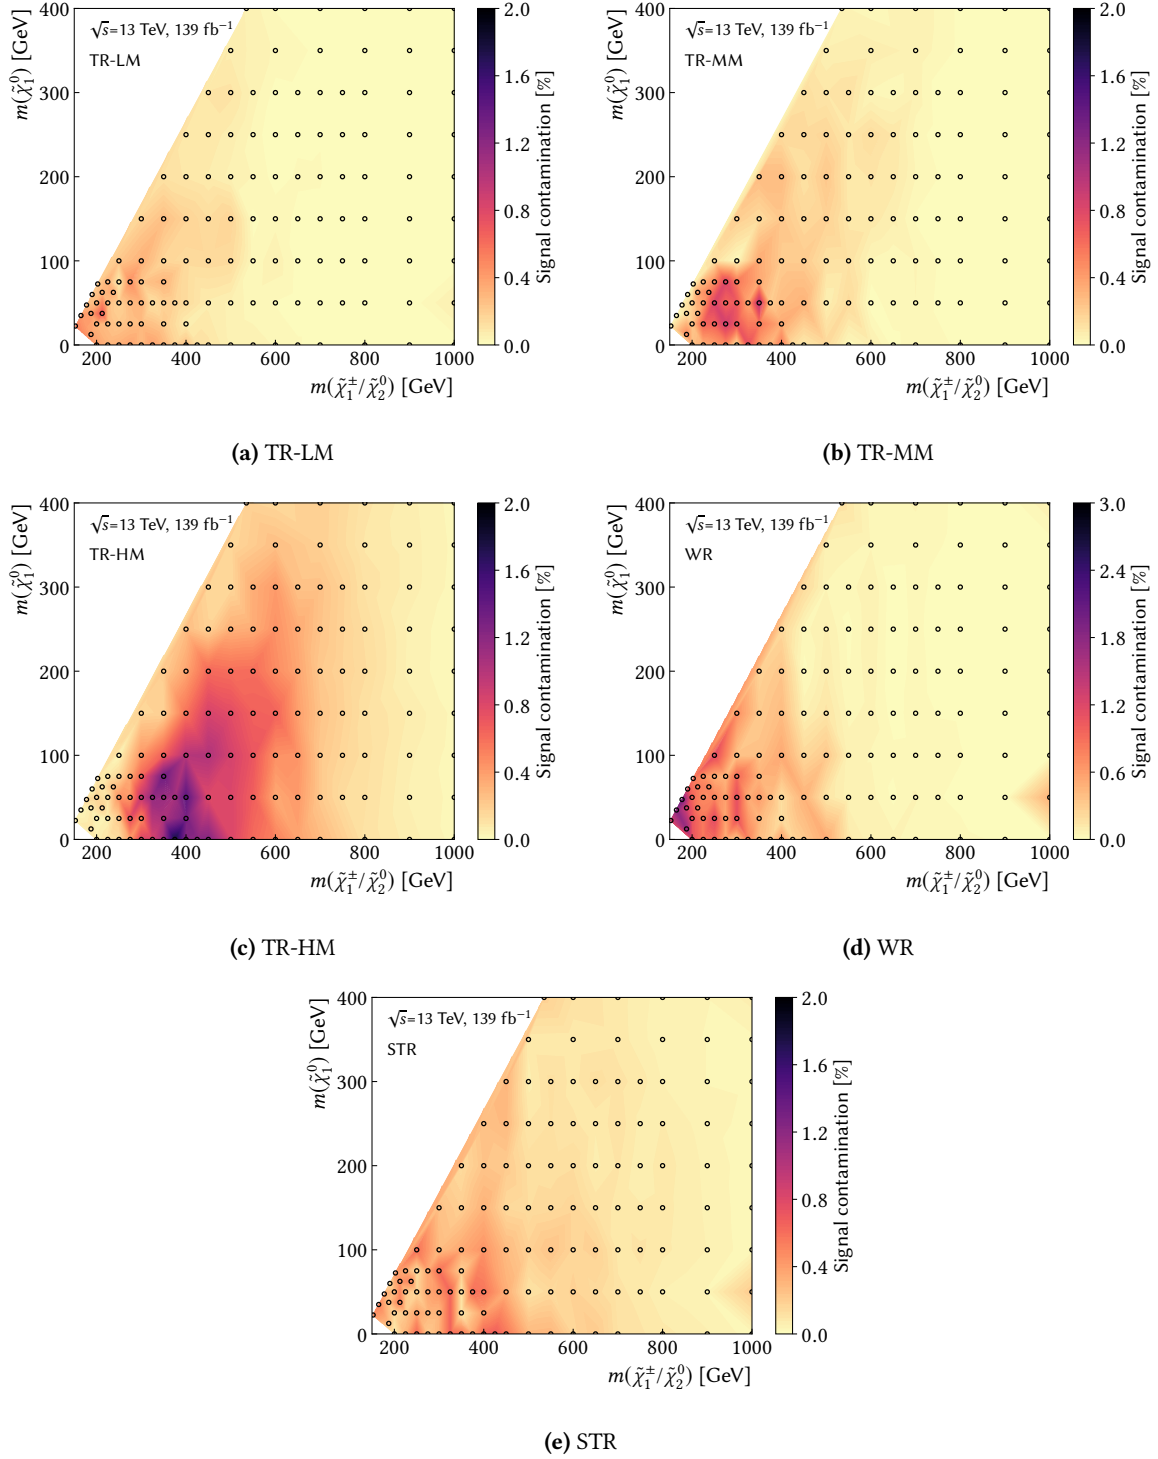 400
300
200
100
0
m(χ̃₁⁰) [GeV]
√s=13 TeV, 139 fb⁻¹
TR-LM
200 400 600 800 1000
m(χ̃₁±/χ̃₂⁰) [GeV]
2.0
1.6
1.2
0.8
0.4
0.0
Signal contamination [%]
(a) TR-LM
400
300
200
100
0
m(χ̃₁⁰) [GeV]
√s=13 TeV, 139 fb⁻¹
TR-MM
200 400 600 800 1000
m(χ̃₁±/χ̃₂⁰) [GeV]
2.0
1.6
1.2
0.8
0.4
0.0
Signal contamination [%]
(b) TR-MM
400
300
200
100
0
m(χ̃₁⁰) [GeV]
√s=13 TeV, 139 fb⁻¹
TR-HM
200 400 600 800 1000
m(χ̃₁±/χ̃₂⁰) [GeV]
2.0
1.6
1.2
0.8
0.4
0.0
Signal contamination [%]
(c) TR-HM
400
300
200
100
0
m(χ̃₁⁰) [GeV]
√s=13 TeV, 139 fb⁻¹
WR
200 400 600 800 1000
m(χ̃₁±/χ̃₂⁰) [GeV]
3.0
2.4
1.8
1.2
0.6
0.0
Signal contamination [%]
(d) WR
400
300
200
100
0
m(χ̃₁⁰) [GeV]
√s=13 TeV, 139 fb⁻¹
STR
200 400 600 800 1000
m(χ̃₁±/χ̃₂⁰) [GeV]
2.0
1.6
1.2
0.8
0.4
0.0
Signal contamination [%]
(e) STR